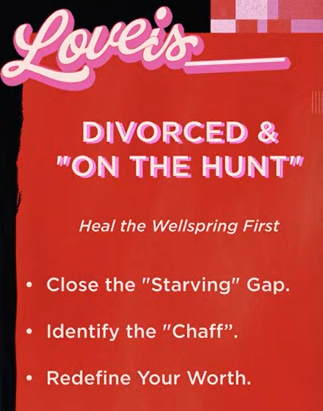 Love is
DIVORCED &
"ON THE HUNT"
Heal the Wellspring First
• Close the "Starving" Gap.
• Identify the "Chaff”.
• Redefine Your Worth.